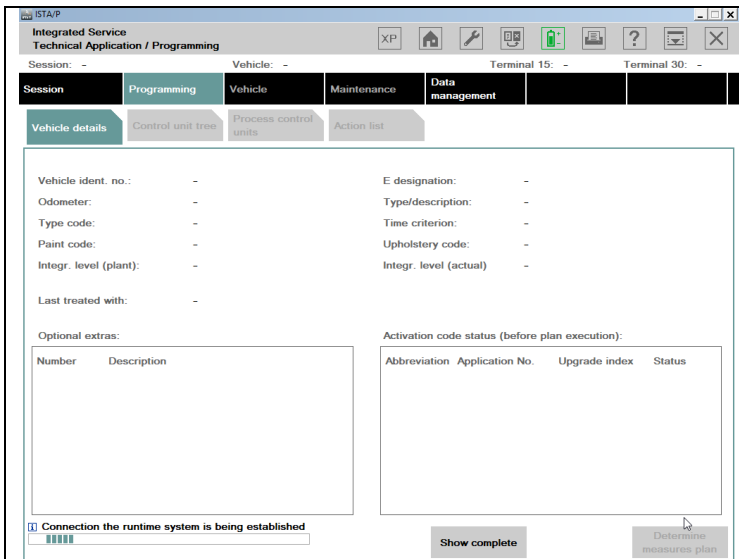 ISTA/P
Integrated Service
Technical Application / Programming
XP
Session: - Vehicle: - Terminal 15: - Terminal 30: -
Session Programming Vehicle Maintenance Data management
Vehicle details Control unit tree Process control units Action list
Vehicle ident. no.: - E designation: -
Odometer: - Type/description: -
Type code: - Time criterion: -
Paint code: - Upholstery code: -
Integr. level (plant): - Integr. level (actual) -
Last treated with: -
Optional extras: Activation code status (before plan execution):
Number Description Abbreviation Application No. Upgrade index Status
Connection the runtime system is being established
Show complete Determine measures plan